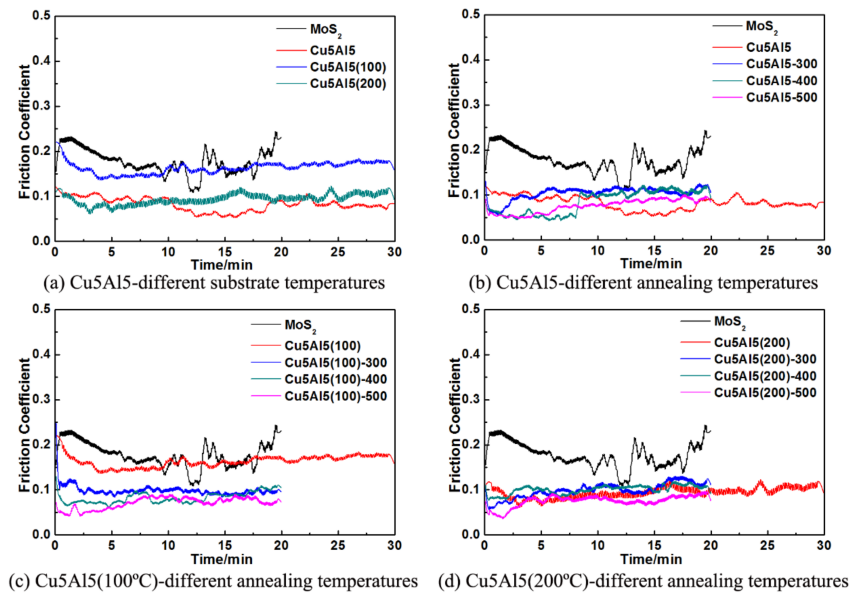 0.5
0.4
0.3
0.2
0.1
0.0
Friction Coefficient
MoS2
Cu5Al5
Cu5Al5(100)
Cu5Al5(200)
0 5 10 15 20 25 30
Time/min
(a) Cu5Al5-different substrate temperatures
0.5
0.4
0.3
0.2
0.1
0.0
Friction Coefficient
MoS2
Cu5Al5
Cu5Al5-300
Cu5Al5-400
Cu5Al5-500
0 5 10 15 20 25 30
Time/min
(b) Cu5Al5-different annealing temperatures
0.5
0.4
0.3
0.2
0.1
0.0
Friction Coefficient
MoS2
Cu5Al5(100)
Cu5Al5(100)-300
Cu5Al5(100)-400
Cu5Al5(100)-500
0 5 10 15 20 25 30
Time/min
(c) Cu5Al5(100ºC)-different annealing temperatures
0.5
0.4
0.3
0.2
0.1
0.0
Friction Coefficient
MoS2
Cu5Al5(200)
Cu5Al5(200)-300
Cu5Al5(200)-400
Cu5Al5(200)-500
0 5 10 15 20 25 30
Time/min
(d) Cu5Al5(200ºC)-different annealing temperatures